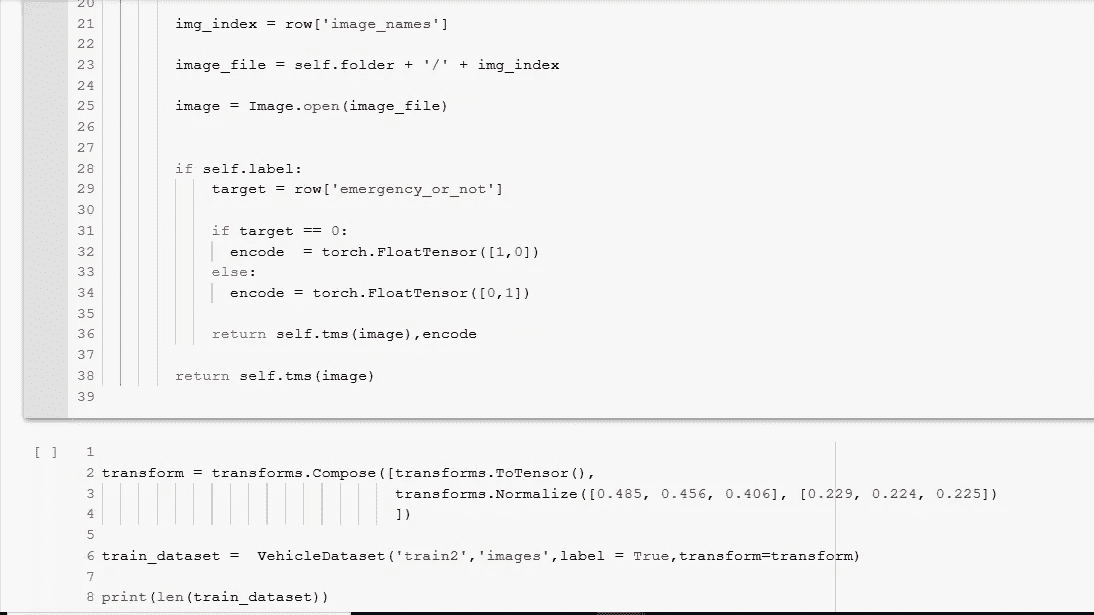 20
21 img_index = row['image_names']
22
23 image_file = self.folder + '/' + img_index
24
25 image = Image.open(image_file)
26
27
28 if self.label:
29 target = row['emergency_or_not']
30
31 if target == 0:
32 encode  = torch.FloatTensor([1,0])
33 else:
34 encode = torch.FloatTensor([0,1])
35
36 return self.tms(image),encode
37
38 return self.tms(image)
39
[ ] 1
2 transform = transforms.Compose([transforms.ToTensor(),
3 transforms.Normalize([0.485, 0.456, 0.406], [0.229, 0.224, 0.225])
4 ])
5
6 train_dataset =  VehicleDataset('train2','images',label = True,transform=transform)
7
8 print(len(train_dataset))